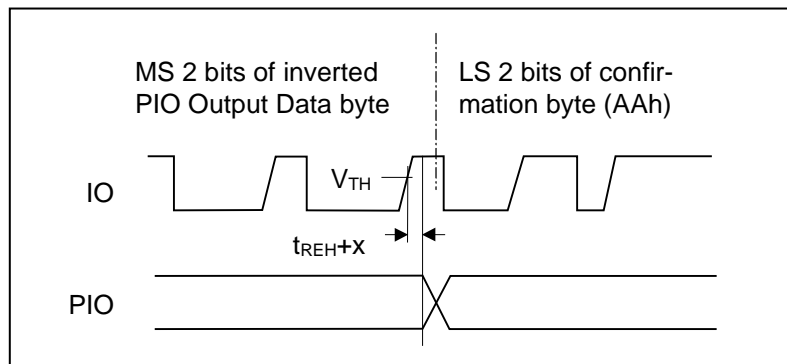 MS 2 bits of inverted
PIO Output Data byte
LS 2 bits of confir-
mation byte (AAh)
VTH
IO
tREH+x
PIO